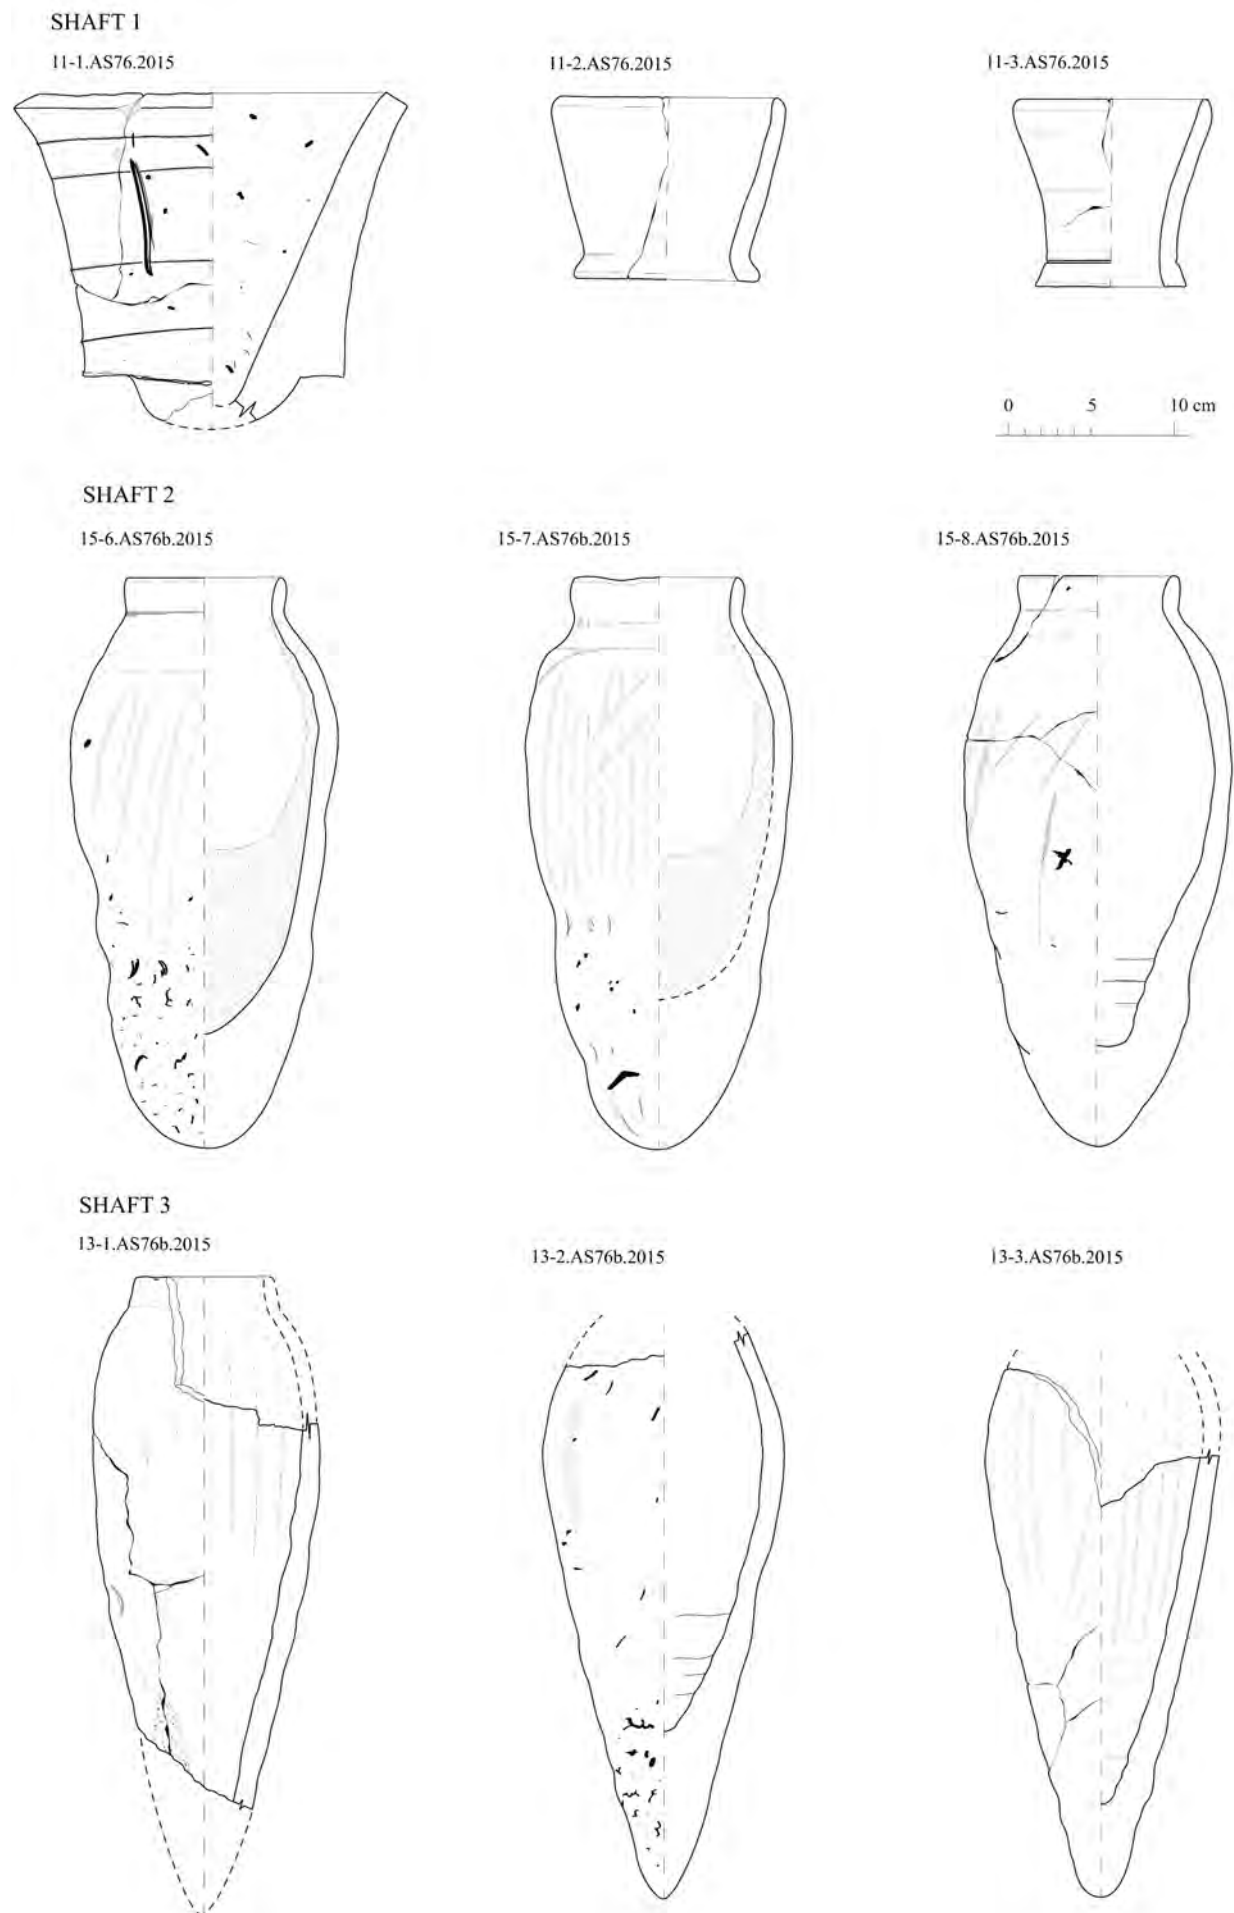 SHAFT 1
11-1.AS76.2015
11-2.AS76.2015
11-3.AS76.2015
0 5 10 cm
SHAFT 2
15-6.AS76b.2015
15-7.AS76b.2015
15-8.AS76b.2015
SHAFT 3
13-1.AS76b.2015
13-2.AS76b.2015
13-3.AS76b.2015